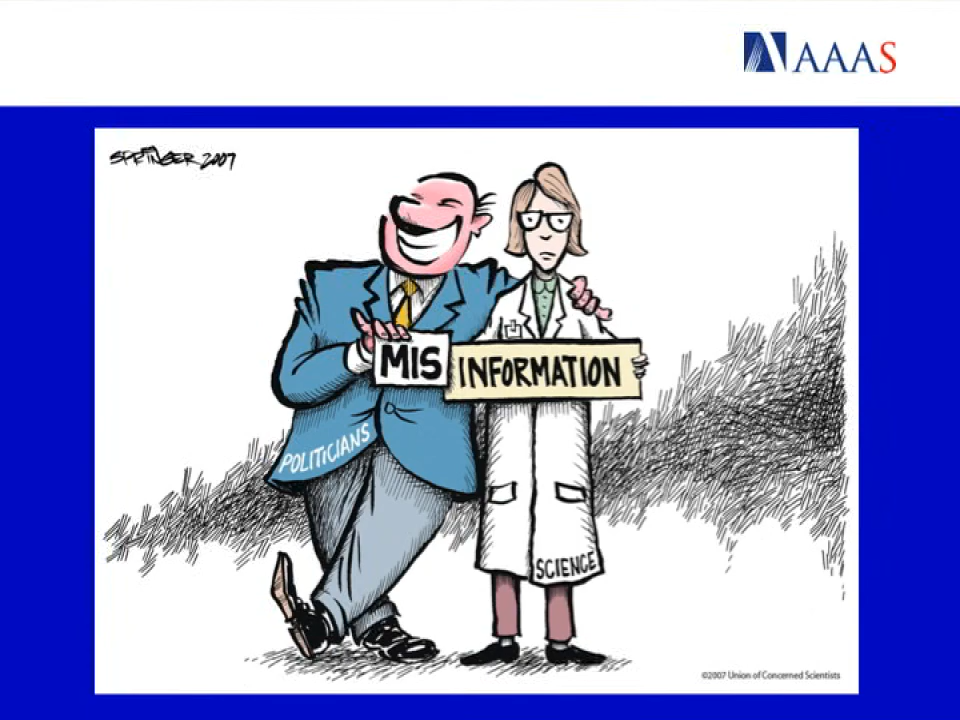 AAAS
SPRINGER 2007
MIS
INFORMATION
POLITICIANS
SCIENCE
©2007 Union of Concerned Scientists